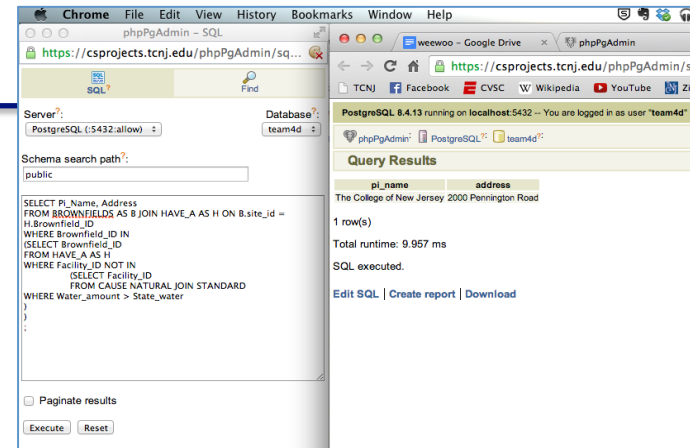 Chrome File Edit View History Bookmarks Window Help
phpPgAdmin – SQL
https://csprojects.tcnj.edu/phpPgAdmin/sq...
SQL?
Find
Server?:
Database?:
PostgreSQL (:5432:allow)
team4d
Schema search path?:
public
SELECT Pi_Name, Address
FROM BROWNFIELDS AS B JOIN HAVE_A AS H ON B.site_id =
H.Brownfield_ID
WHERE Brownfield_ID IN
(SELECT Brownfield_ID
FROM HAVE_A AS H
WHERE Facility_ID NOT IN
(SELECT Facility_ID
FROM CAUSE NATURAL JOIN STANDARD
WHERE Water_amount > State_water
)
)
;
Paginate results
Execute Reset
weewoo – Google Drive
phpPgAdmin
https://csprojects.tcnj.edu/phpPgAdmin/s
TCNJ Facebook CVSC Wikipedia YouTube Zi
PostgreSQL 8.4.13 running on localhost:5432 -- You are logged in as user "team4d"
phpPgAdmin: PostgreSQL?: team4d?:
Query Results
pi_name address
The College of New Jersey 2000 Pennington Road
1 row(s)
Total runtime: 9.957 ms
SQL executed.
Edit SQL | Create report | Download